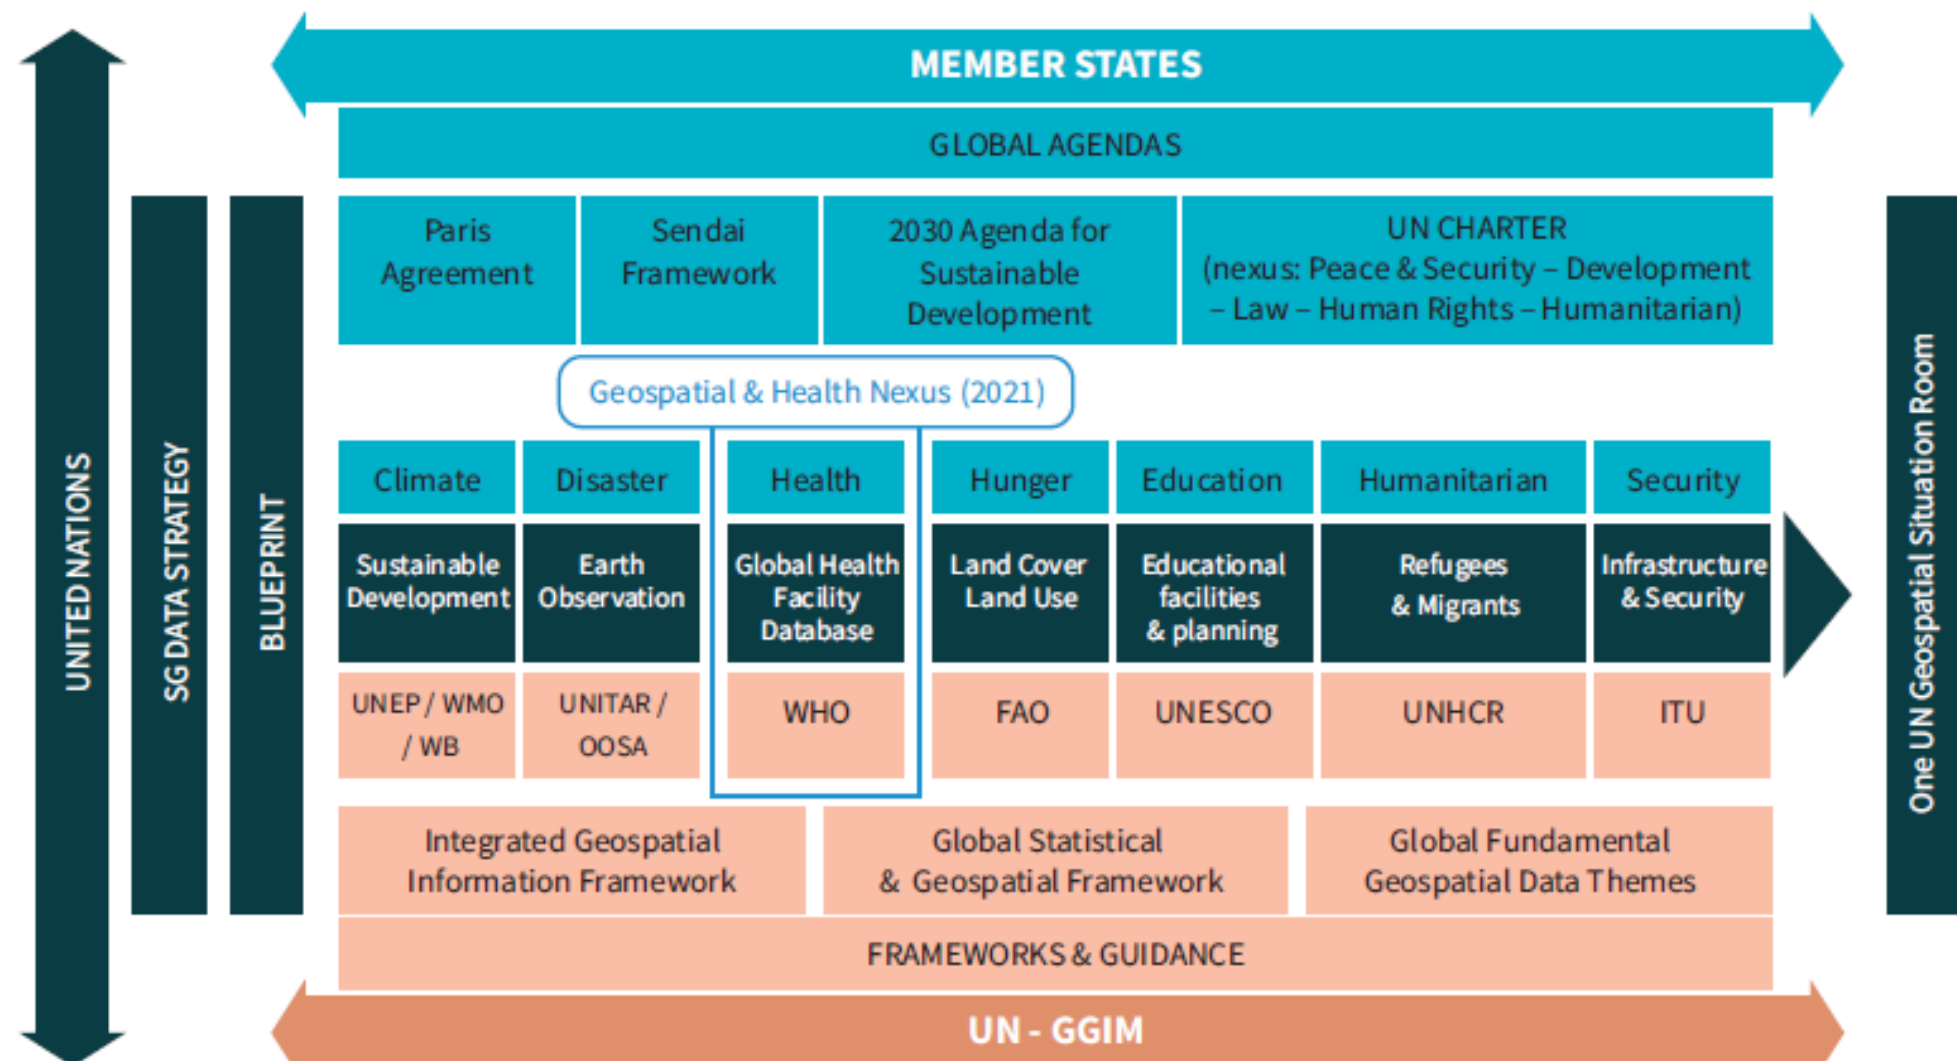 MEMBER STATES
GLOBAL AGENDAS
Paris
Agreement
Sendai
Framework
2030 Agenda for
Sustainable
Development
UN CHARTER
(nexus: Peace & Security – Development
– Law – Human Rights – Humanitarian)
Geospatial & Health Nexus (2021)
UNITED NATIONS
SG DATA STRATEGY
BLUEPRINT
Climate
Disaster
Health
Hunger
Education
Humanitarian
Security
Sustainable
Development
Earth
Observation
Global Health
Facility
Database
Land Cover
Land Use
Educational
facilities
& planning
Refugees
& Migrants
Infrastructure
& Security
UNEP / WMO
/ WB
UNITAR /
OOSA
WHO
FAO
UNESCO
UNHCR
ITU
One UN Geospatial Situation Room
Integrated Geospatial
Information Framework
Global Statistical
& Geospatial Framework
Global Fundamental
Geospatial Data Themes
FRAMEWORKS & GUIDANCE
UN - GGIM